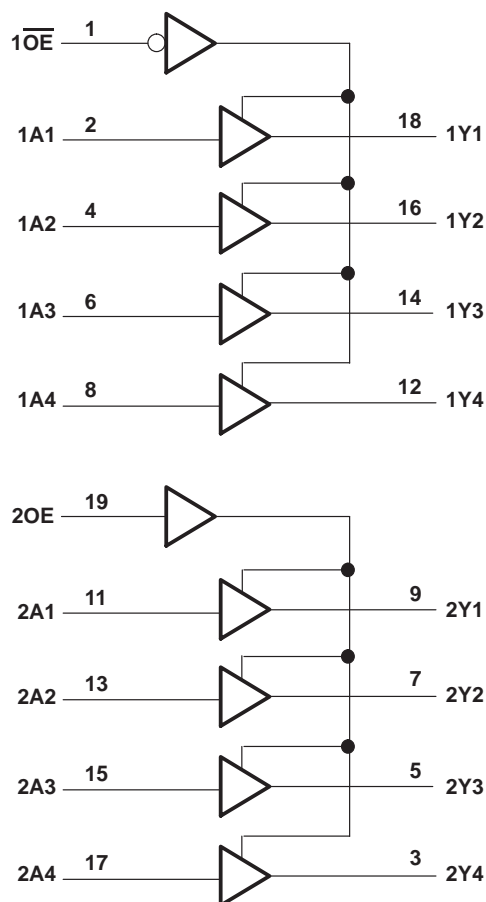 1O̅E̅ 1
1A1 2 18 1Y1
1A2 4 16 1Y2
1A3 6 14 1Y3
1A4 8 12 1Y4
2OE 19
2A1 11 9 2Y1
2A2 13 7 2Y2
2A3 15 5 2Y3
2A4 17 3 2Y4